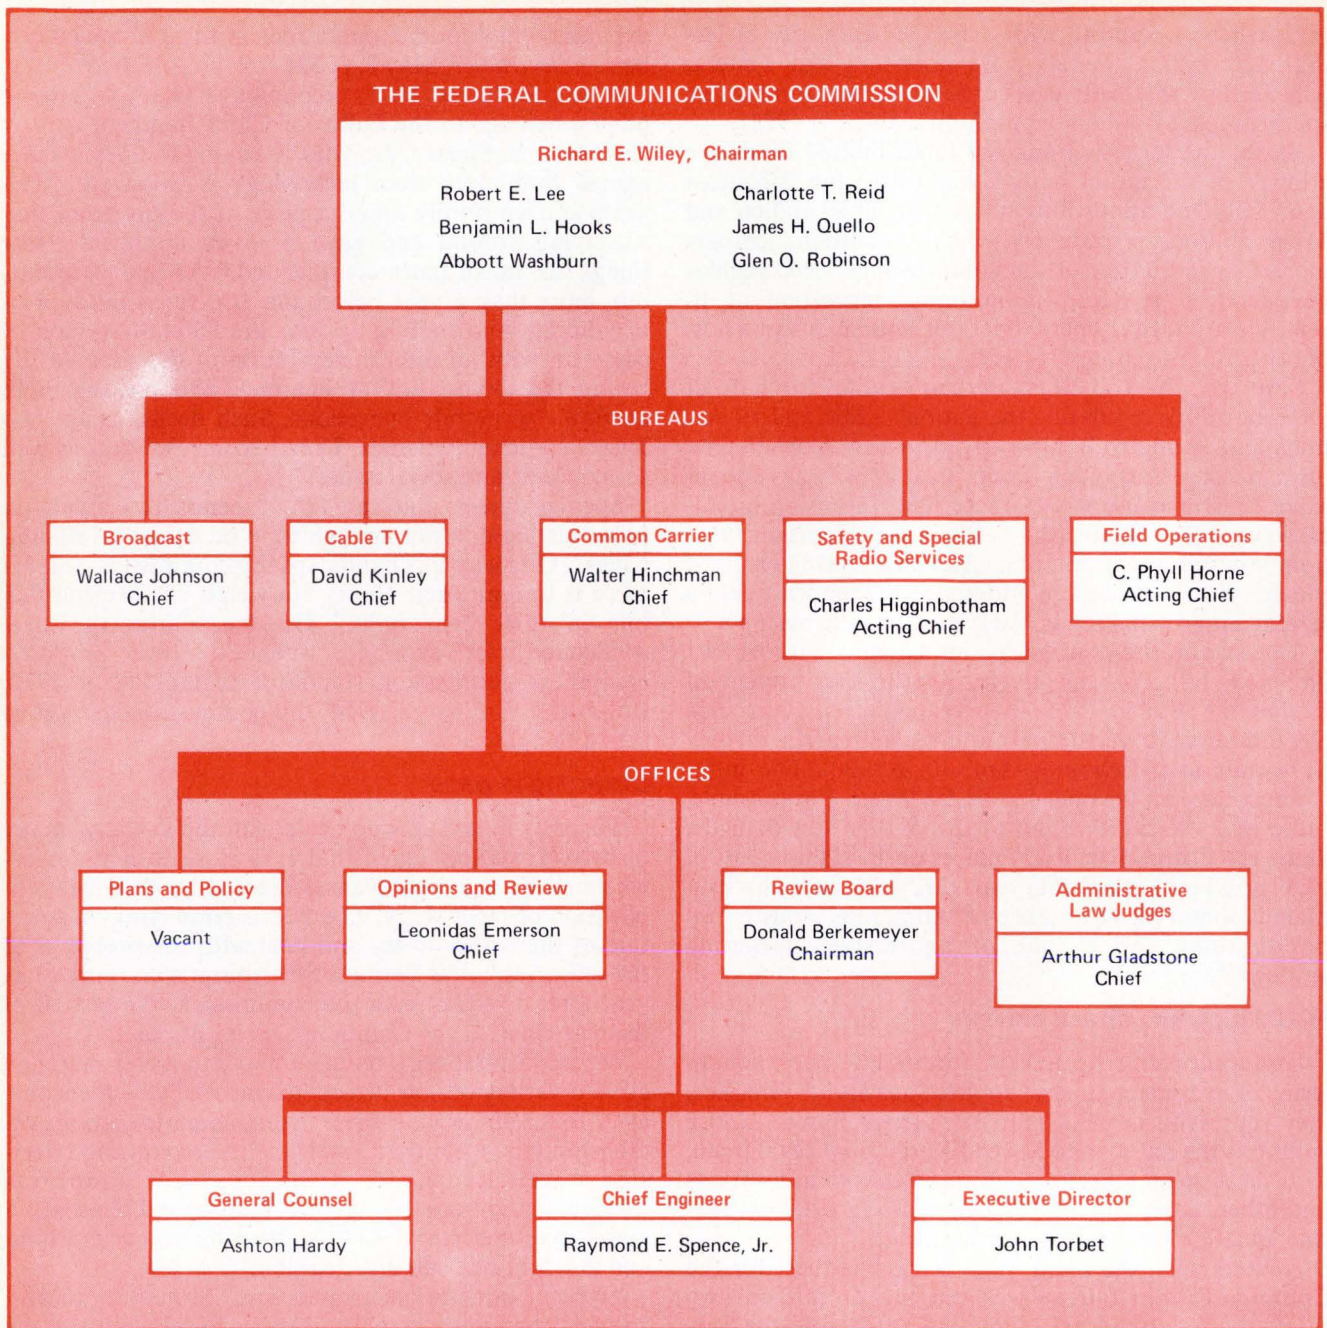 THE FEDERAL COMMUNICATIONS COMMISSION
Richard E. Wiley, Chairman
Robert E. Lee
Benjamin L. Hooks
Abbott Washburn
Charlotte T. Reid
James H. Quello
Glen O. Robinson
BUREAUS
Broadcast
Wallace Johnson
Chief
Cable TV
David Kinley
Chief
Common Carrier
Walter Hinchman
Chief
Safety and Special
Radio Services
Charles Higginbotham
Acting Chief
Field Operations
C. Phyll Horne
Acting Chief
OFFICES
Plans and Policy
Vacant
Opinions and Review
Leonidas Emerson
Chief
Review Board
Donald Berkemeyer
Chairman
Administrative
Law Judges
Arthur Gladstone
Chief
General Counsel
Ashton Hardy
Chief Engineer
Raymond E. Spence, Jr.
Executive Director
John Torbet